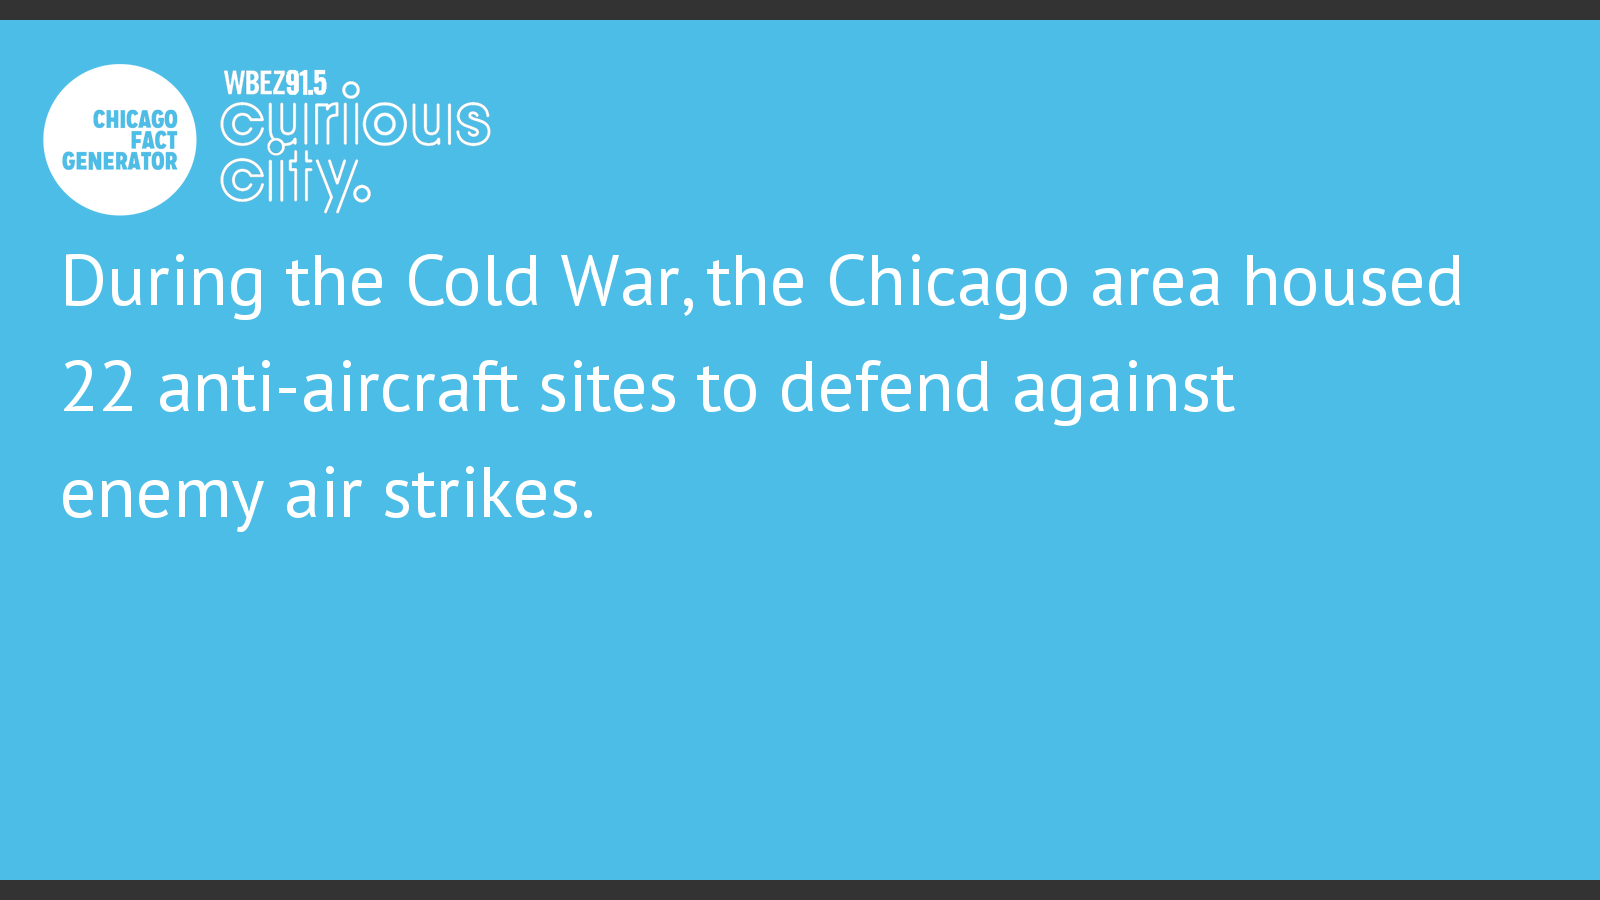 CHICAGO
FACT
GENERATOR
WBEZ91.5
curious
city.
During the Cold War, the Chicago area housed
22 anti-aircraft sites to defend against
enemy air strikes.